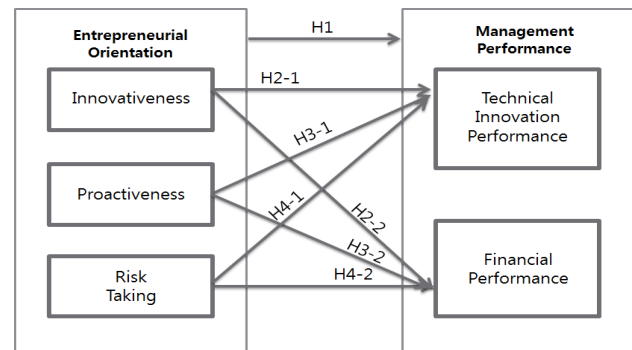 Entrepreneurial
Orientation
Innovativeness
Proactiveness
Risk
Taking
H1
H2-1
H3-1
H4-1
H2-2
H3-2
H4-2
Management
Performance
Technical
Innovation
Performance
Financial
Performance